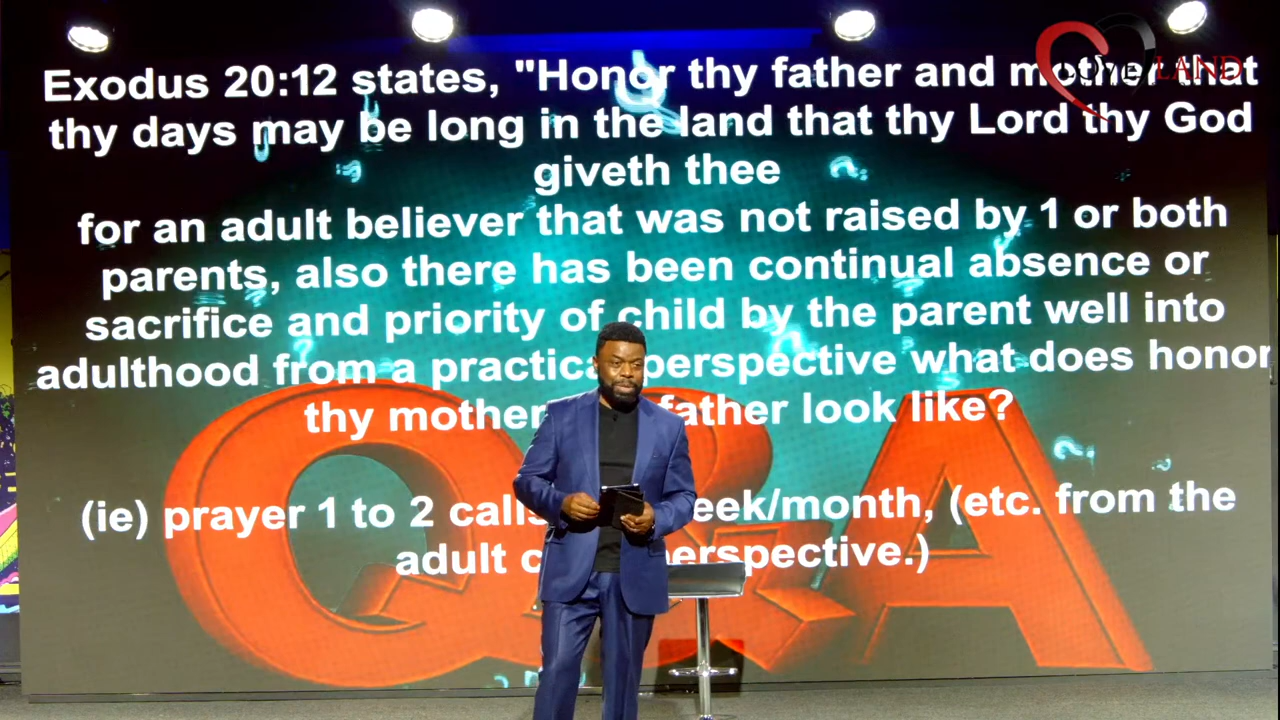 Exodus 20:12 states, "Honor thy father and mother that
thy days may be long in the land that thy Lord thy God
giveth thee
for an adult believer that was not raised by 1 or both
parents, also there has been continual absence or
sacrifice and priority of child by the parent well into
adulthood from a practical perspective what does honor
thy mother father look like?
(ie) prayer 1 to 2 calls eek/month, (etc. from the
adult c erspective.)
Q&A
LOVE LAND